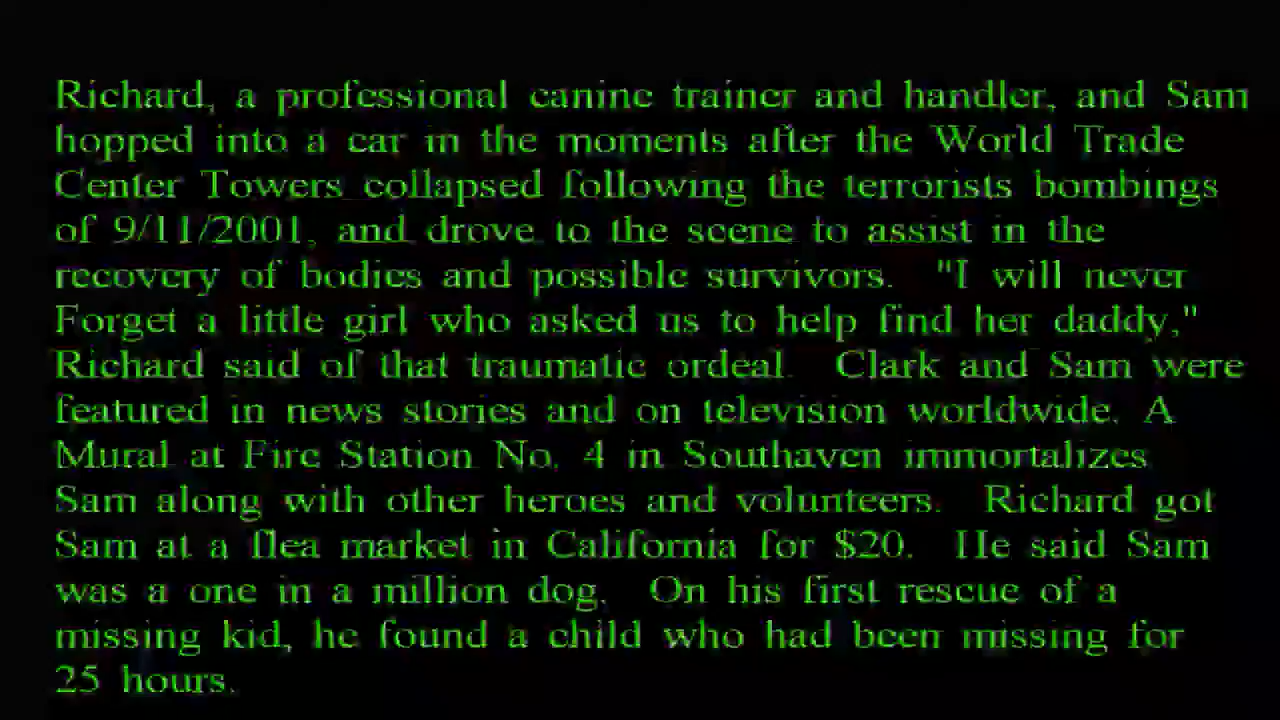 Richard, a professional canine trainer and handler, and Sam
hopped into a car in the moments after the World Trade
Center Towers collapsed following the terrorists bombings
of 9/11/2001, and drove to the scene to assist in the
recovery of bodies and possible survivors.  "I will never
Forget a little girl who asked us to help find her daddy,"
Richard said of that traumatic ordeal.  Clark and Sam were
featured in news stories and on television worldwide. A
Mural at Fire Station No. 4 in Southaven immortalizes
Sam along with other heroes and volunteers.  Richard got
Sam at a flea market in California for $20.  He said Sam
was a one in a million dog.  On his first rescue of a
missing kid, he found a child who had been missing for
25 hours.